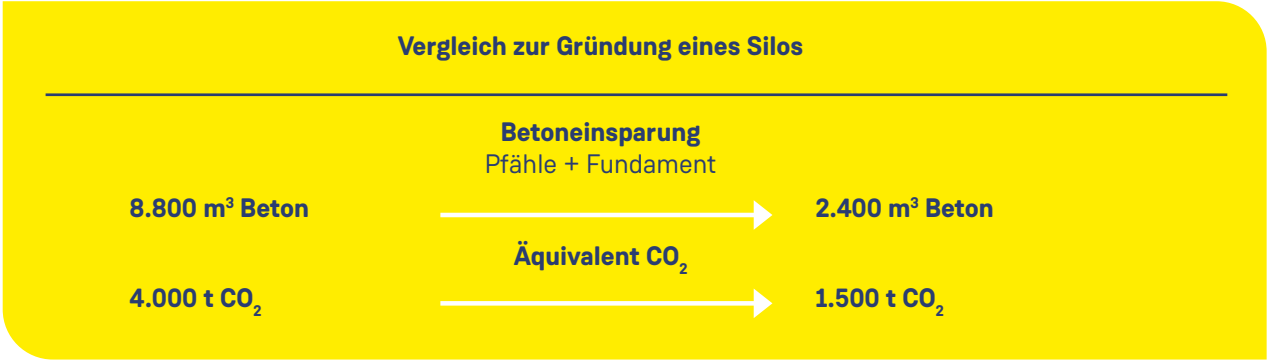 Vergleich zur Gründung eines Silos
Betoneinsparung
Pfähle + Fundament
8.800 m³ Beton 2.400 m³ Beton
Äquivalent CO₂
4.000 t CO₂ 1.500 t CO₂